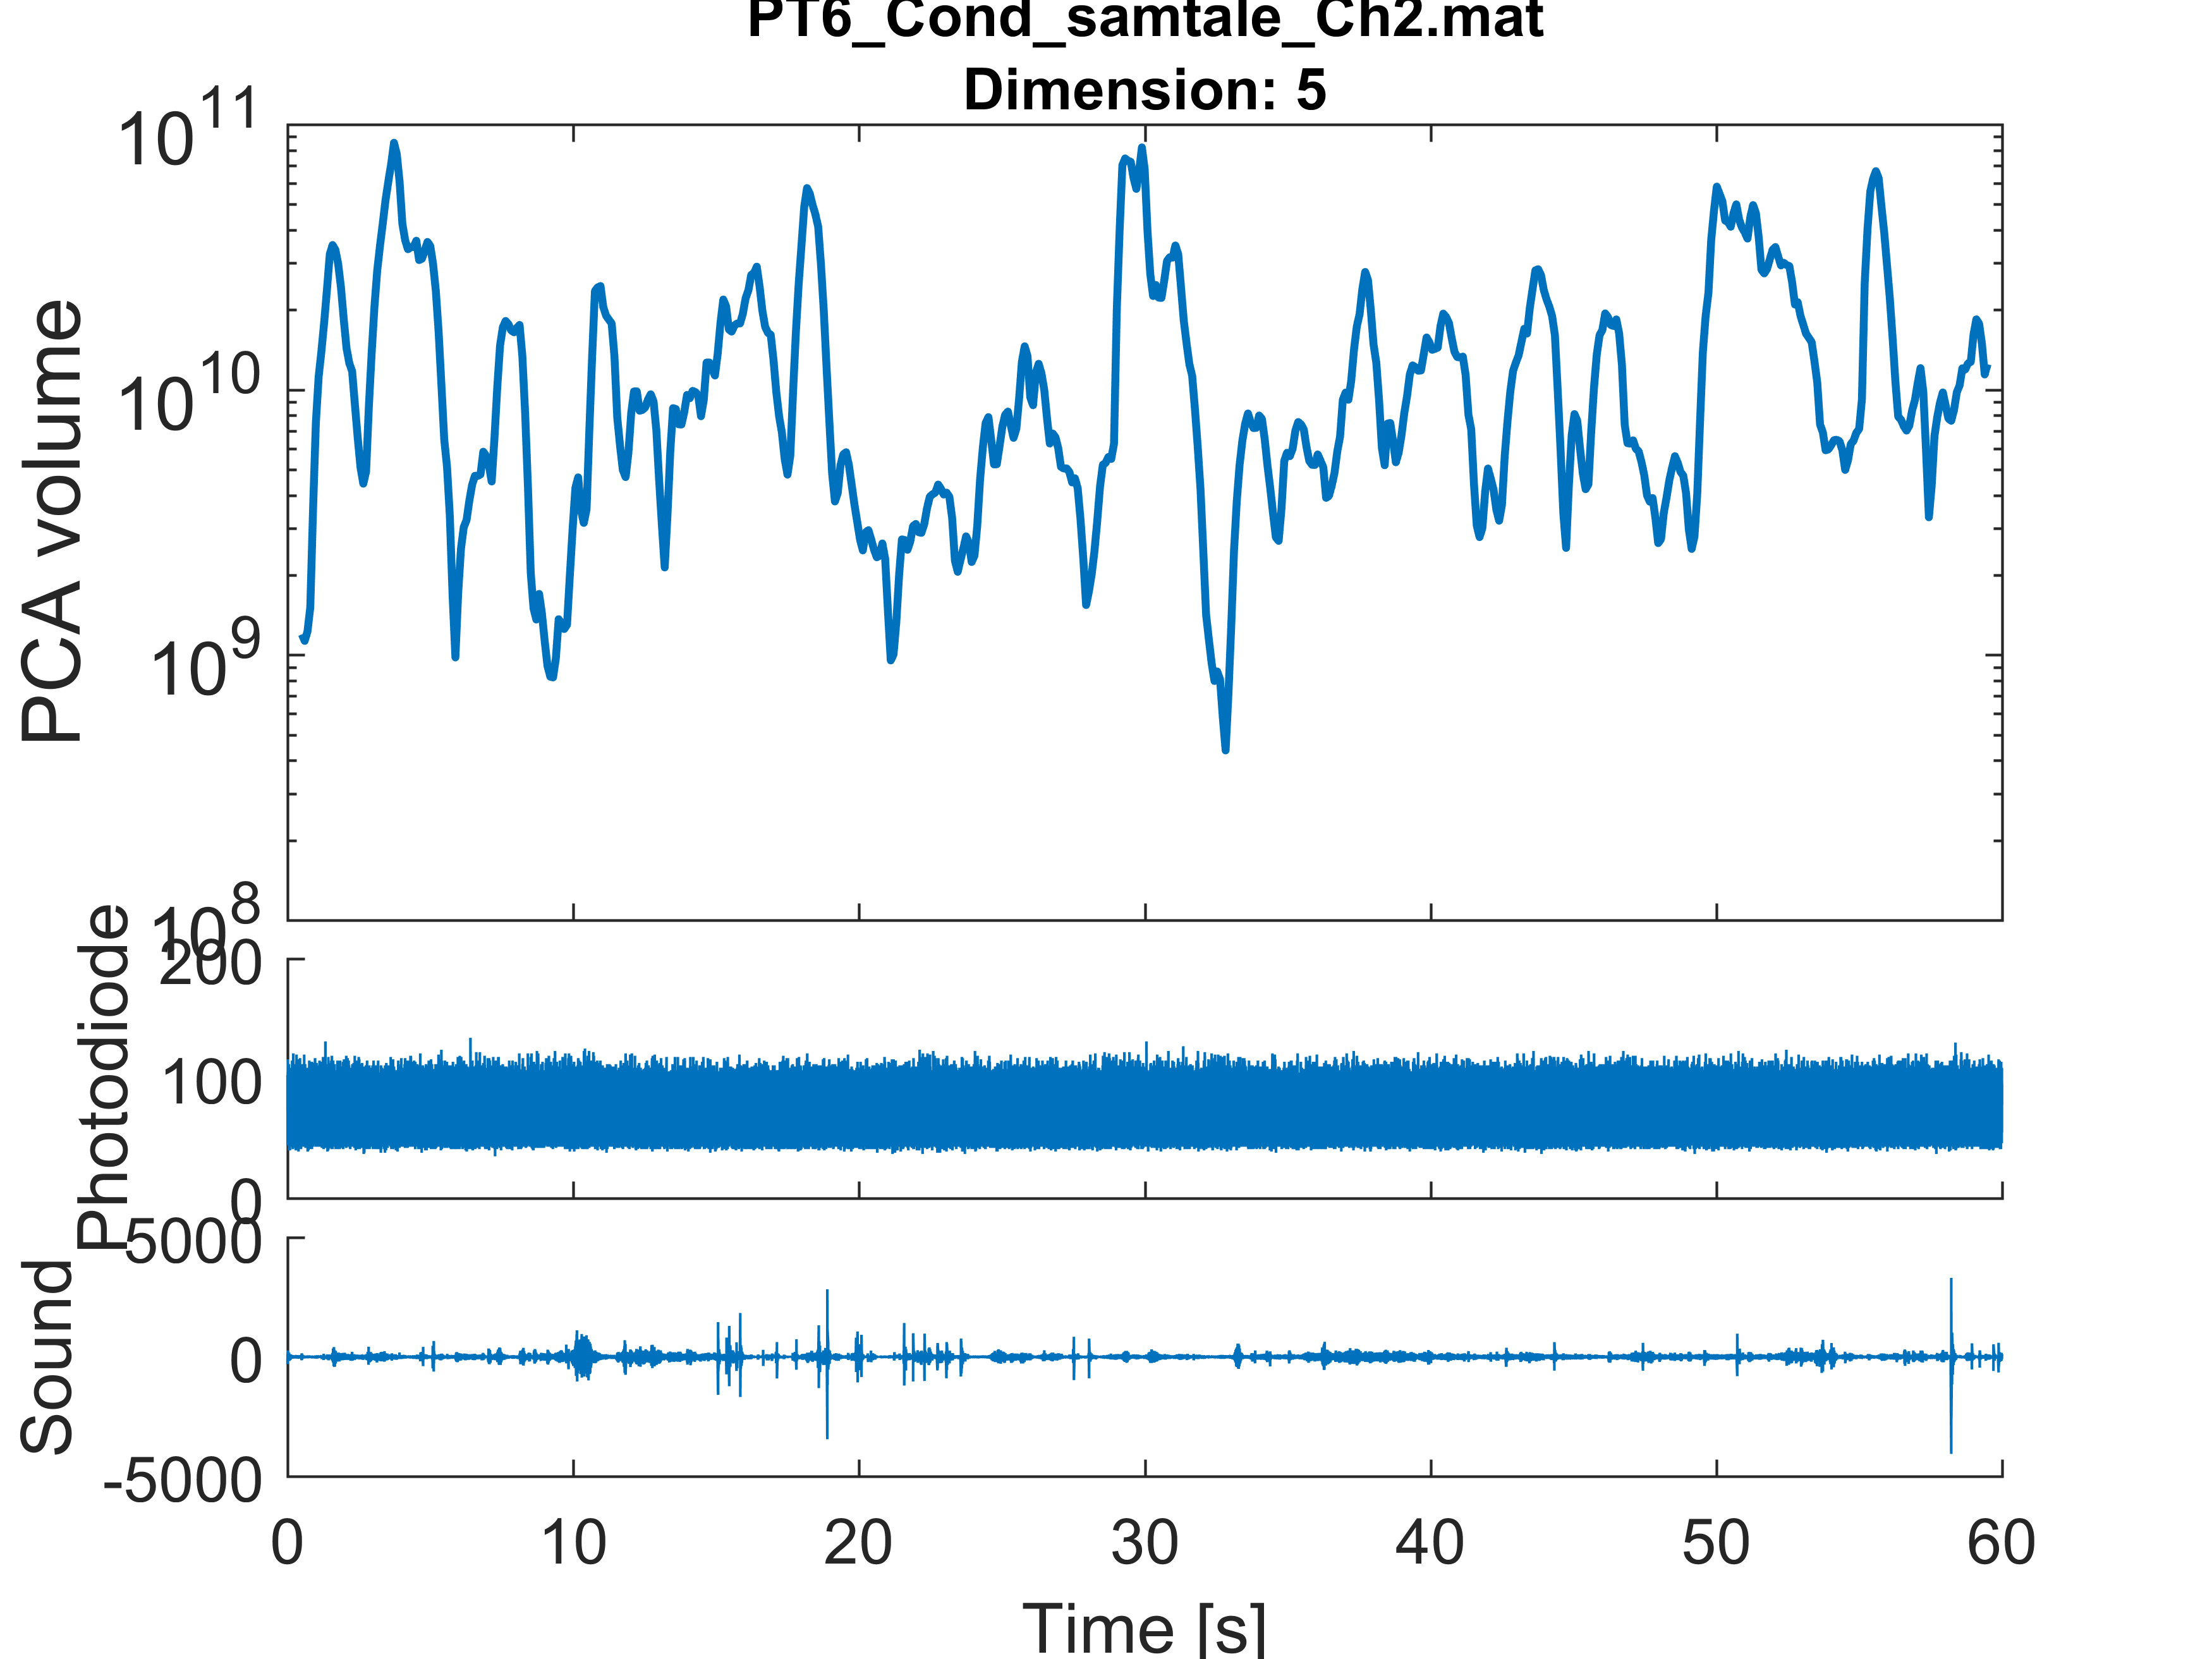 PT6_Cond_samtale_Ch2.mat
Dimension: 5
10^11
10^10
10^9
10^8
PCA volume
200
100
0
Photodiode
5000
0
-5000
Sound
0 10 20 30 40 50 60
Time [s]